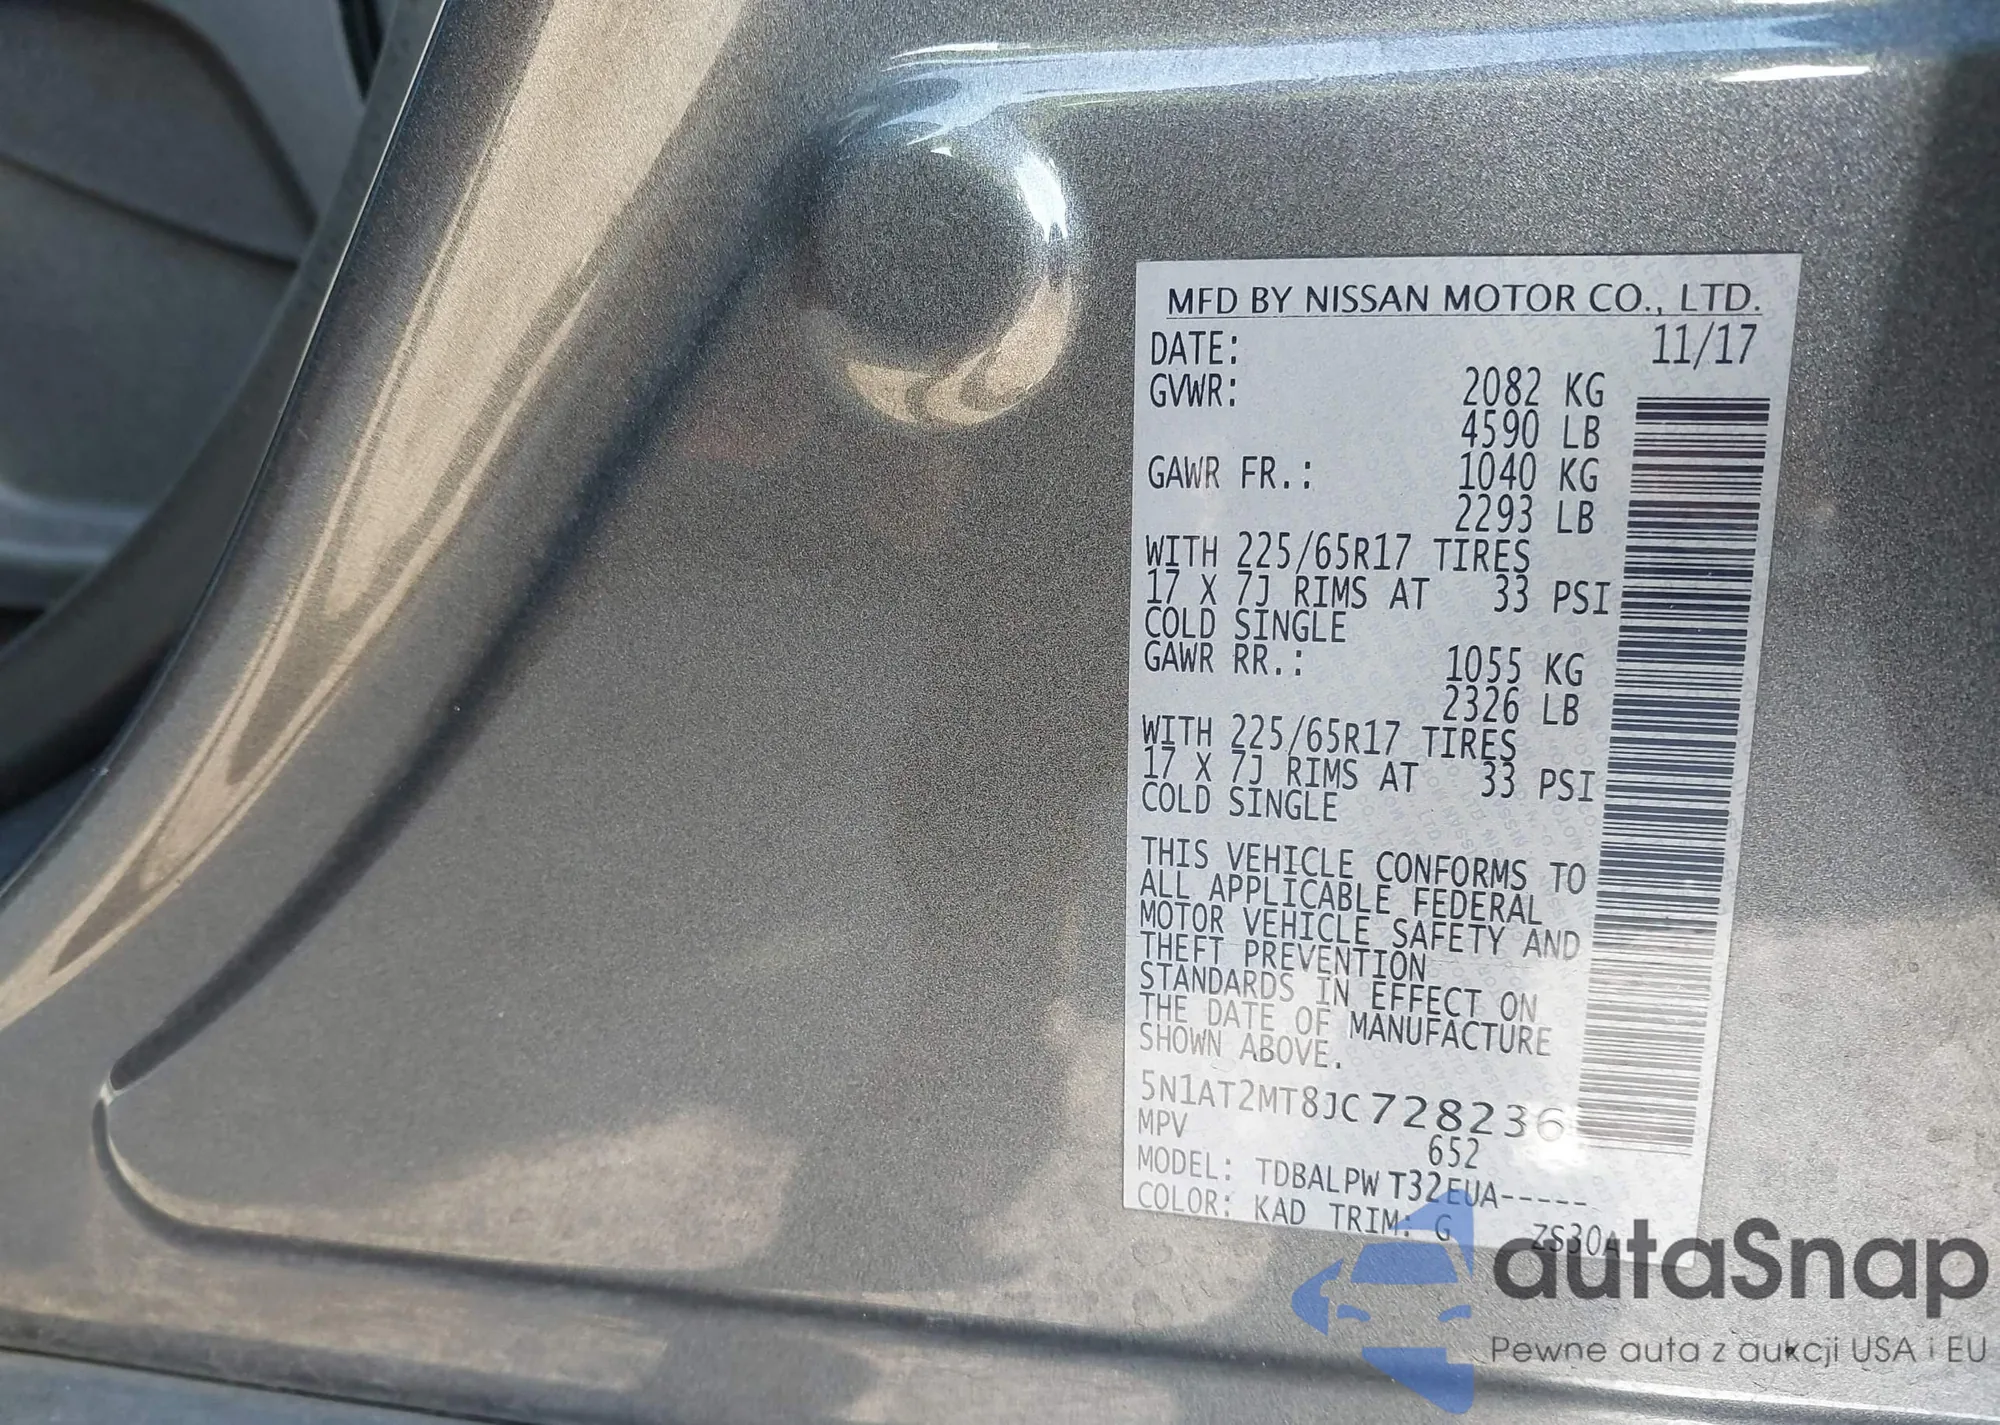 MFD BY NISSAN MOTOR CO., LTD.
DATE: 11/17
GVWR: 2082 KG
4590 LB
GAWR FR.: 1040 KG
2293 LB
WITH 225/65R17 TIRES
17 X 7J RIMS AT 33 PSI
COLD SINGLE
GAWR RR.: 1055 KG
2326 LB
WITH 225/65R17 TIRES
17 X 7J RIMS AT 33 PSI
COLD SINGLE
THIS VEHICLE CONFORMS TO
ALL APPLICABLE FEDERAL
MOTOR VEHICLE SAFETY AND
THEFT PREVENTION
STANDARDS IN EFFECT ON
THE DATE OF MANUFACTURE
SHOWN ABOVE.
5N1AT2MT8JC728236
MPV 652
MODEL: TDBALPW T32EUA-----
COLOR: KAD TRIM: G ZS30A
autaSnap
Pewne auta z aukcji USA i EU